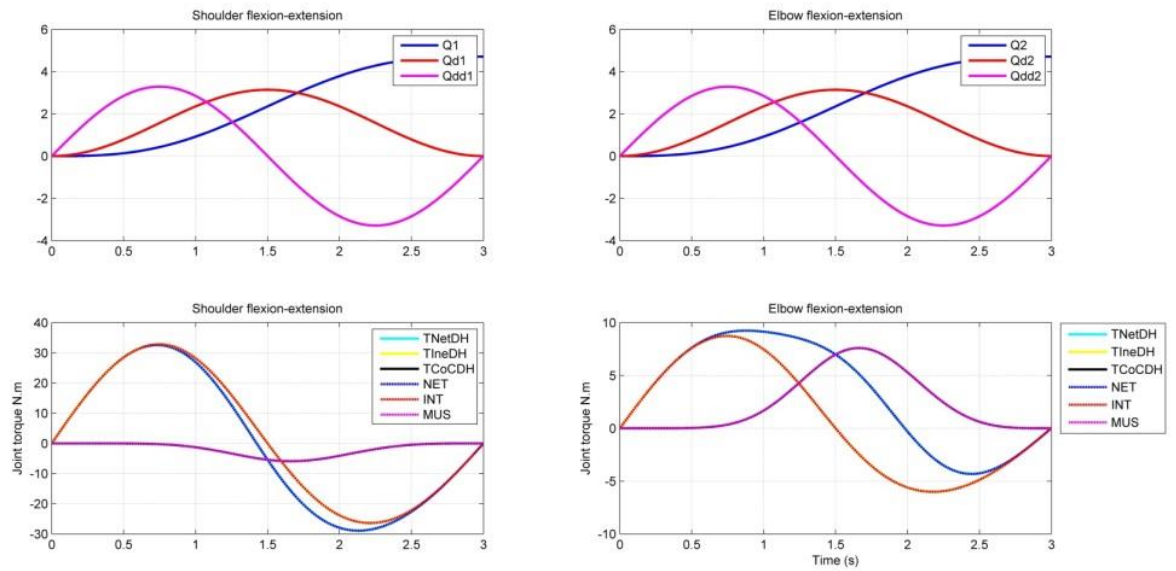 Shoulder flexion-extension
6
4
2
0
-2
-4
0 0.5 1 1.5 2 2.5 3
Q1
Qd1
Qdd1
Elbow flexion-extension
6
4
2
0
-2
-4
0 0.5 1 1.5 2 2.5 3
Q2
Qd2
Qdd2
Shoulder flexion-extension
Joint torque N.m
40
30
20
10
0
-10
-20
-30
0 0.5 1 1.5 2 2.5 3
TNetDH
TIneDH
TCoCDH
NET
INT
MUS
Elbow flexion-extension
Joint torque N.m
10
5
0
-5
-10
0 0.5 1 1.5 2 2.5 3
Time (s)
TNetDH
TIneDH
TCoCDH
NET
INT
MUS